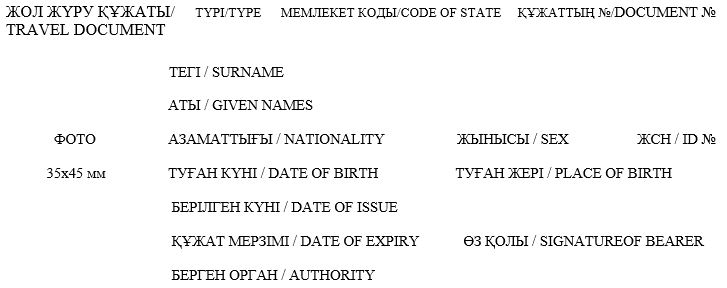 ЖОЛ ЖҮРУ ҚҰЖАТЫ/ ТҮРІ/TYPE МЕМЛЕКЕТ КОДЫ/CODE OF STATE ҚҰЖАТТЫҢ №/DOCUMENT №
TRAVEL DOCUMENT
ТЕГІ / SURNAME
АТЫ / GIVEN NAMES
ФОТО АЗАМАТТЫҒЫ / NATIONALITY ЖЫНЫСЫ / SEX ЖСН / ID №
35х45 мм ТУҒАН КҮНІ / DATE OF BIRTH ТУҒАН ЖЕРІ / PLACE OF BIRTH
БЕРІЛГЕН КҮНІ / DATE OF ISSUE
ҚҰЖАТ МЕРЗІМІ / DATE OF EXPIRY ӨЗ ҚОЛЫ / SIGNATUREOF BEARER
БЕРГЕН ОРГАН / AUTHORITY